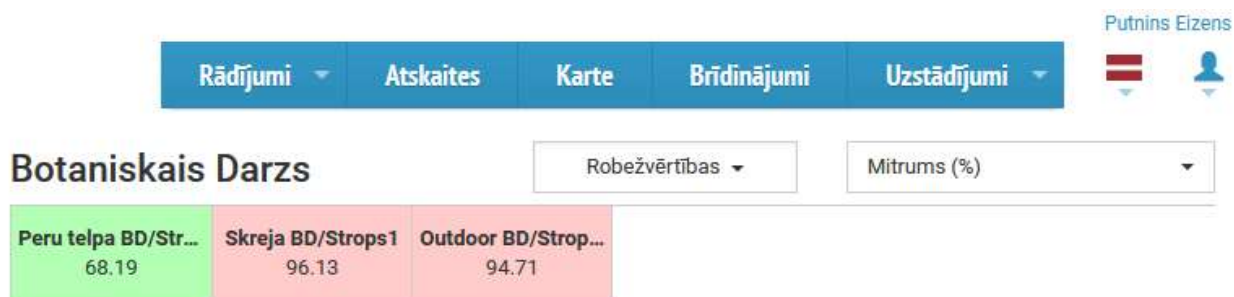 Putnins Eizens
Rādījumi Atskaites Karte Brīdinājumi Uzstādījumi
Botaniskais Darzs Robežvērtības Mitrums (%)
Peru telpa BD/Str... Skreja BD/Strops1 Outdoor BD/Strop...
68.19 96.13 94.71